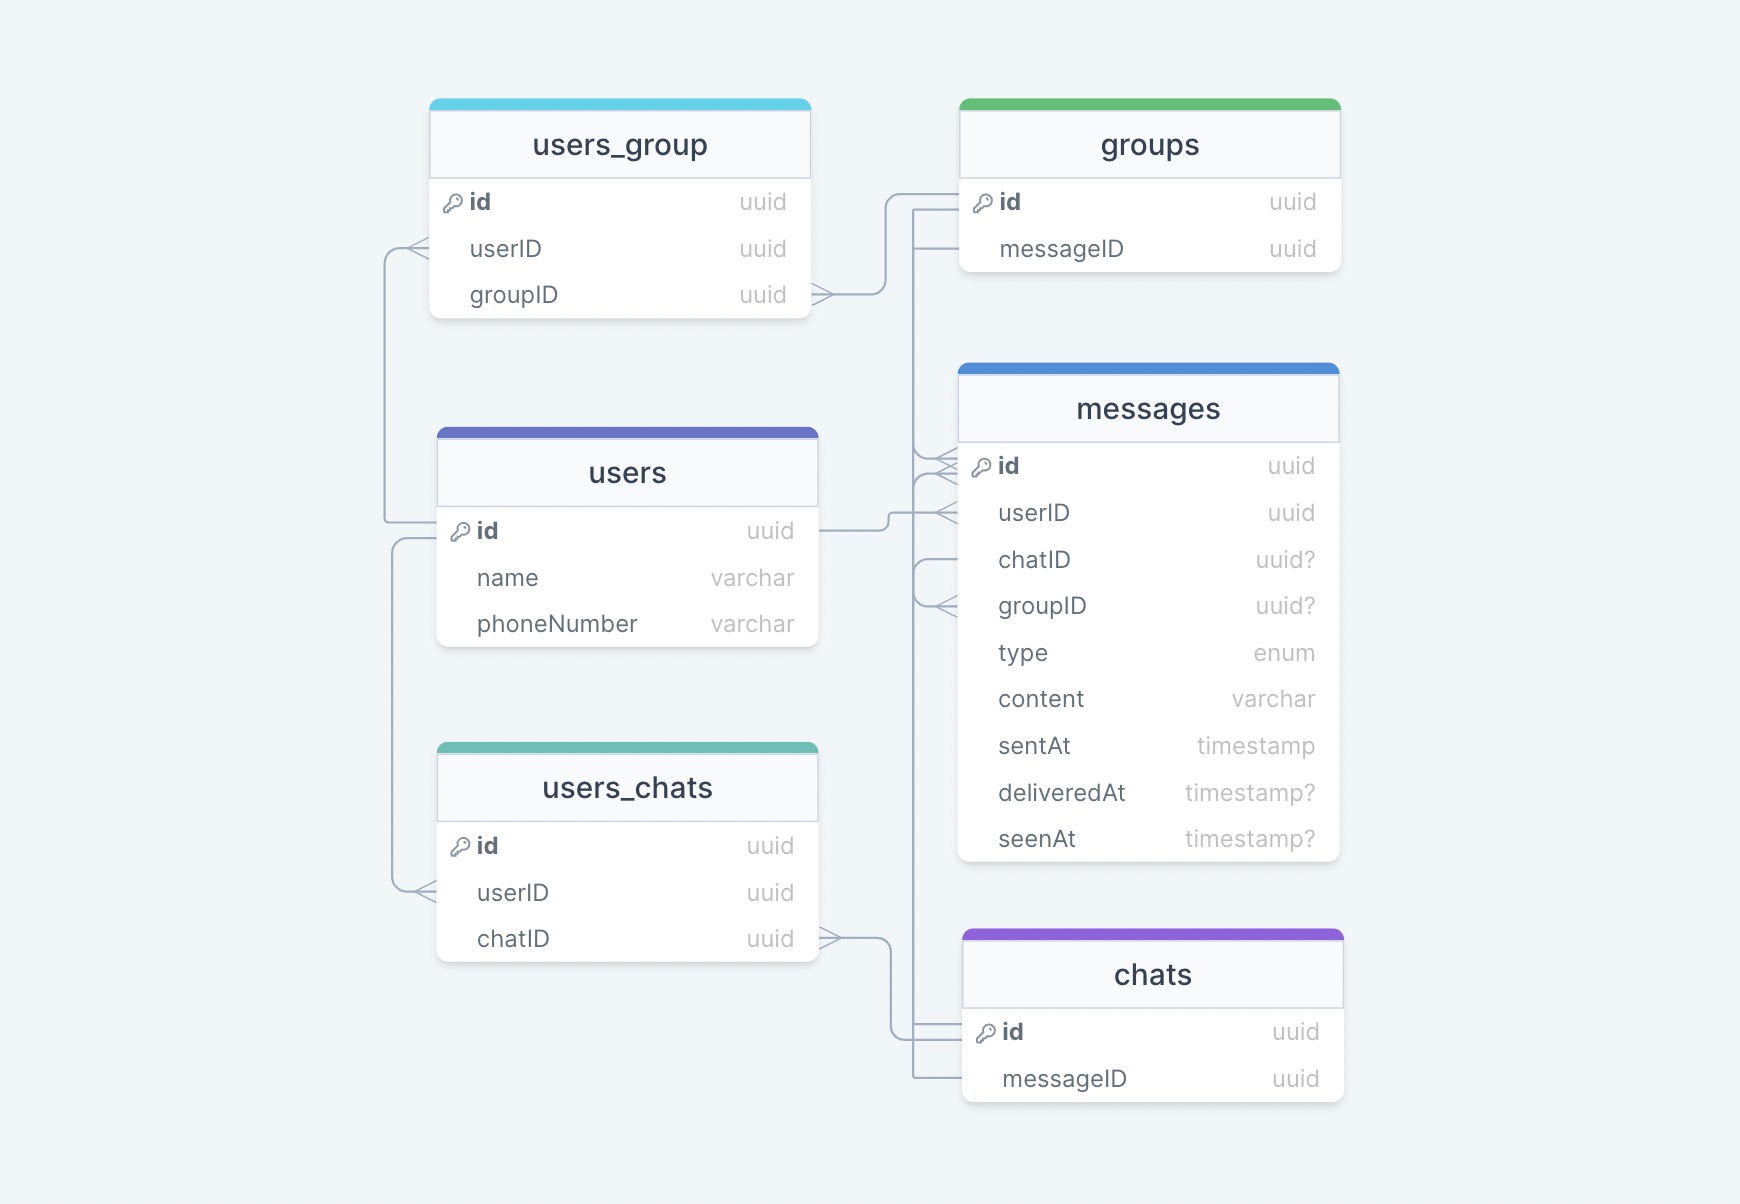 users_group
id uuid
userID uuid
groupID uuid
groups
id uuid
messageID uuid
users
id uuid
name varchar
phoneNumber varchar
messages
id uuid
userID uuid
chatID uuid?
groupID uuid?
type enum
content varchar
sentAt timestamp
deliveredAt timestamp?
seenAt timestamp?
users_chats
id uuid
userID uuid
chatID uuid
chats
id uuid
messageID uuid